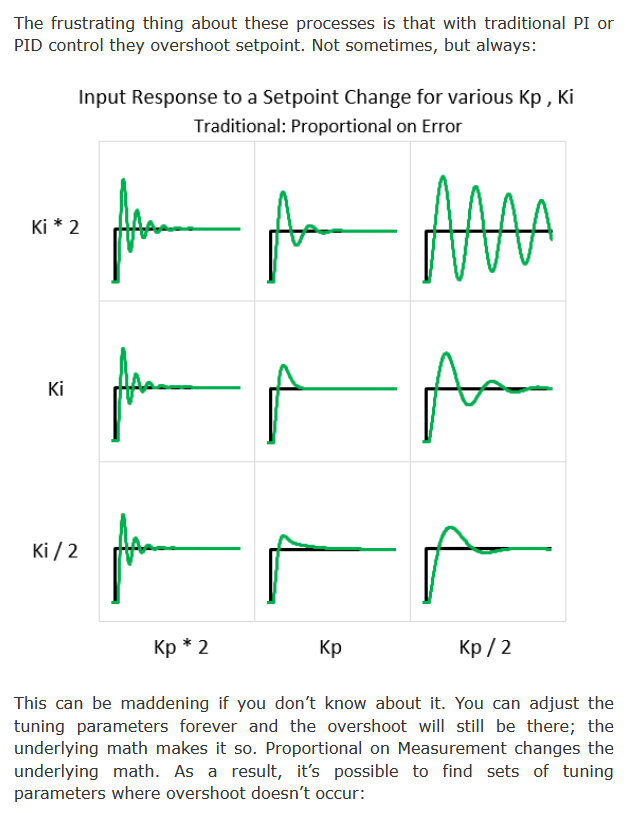 The frustrating thing about these processes is that with traditional PI or
PID control they overshoot setpoint. Not sometimes, but always:
Input Response to a Setpoint Change for various Kp , Ki
Traditional: Proportional on Error
Ki * 2
Ki
Ki / 2
Kp * 2
Kp
Kp / 2
This can be maddening if you don’t know about it. You can adjust the
tuning parameters forever and the overshoot will still be there; the
underlying math makes it so. Proportional on Measurement changes the
underlying math. As a result, it’s possible to find sets of tuning
parameters where overshoot doesn’t occur: